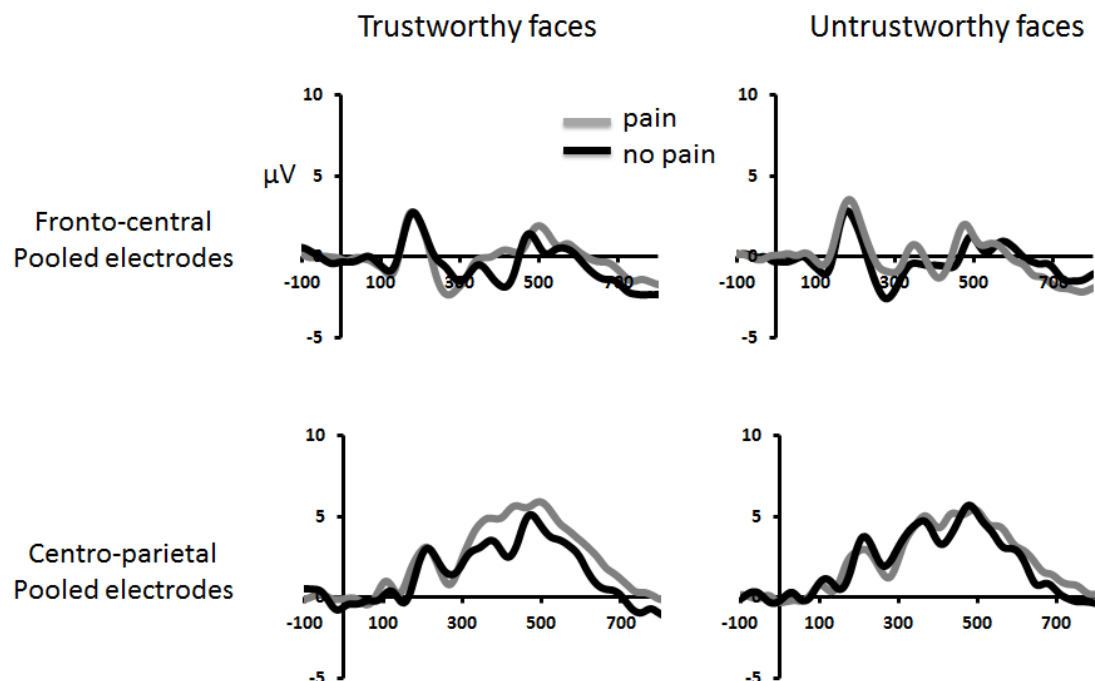 Trustworthy faces
Untrustworthy faces
10
5
0
-5
μV
-100 100 300 500 700
pain
no pain
10
5
0
-5
-100 100 300 500 700
Fronto-central
Pooled electrodes
10
5
0
-5
-100 100 300 500 700
10
5
0
-5
-100 100 300 500 700
Centro-parietal
Pooled electrodes